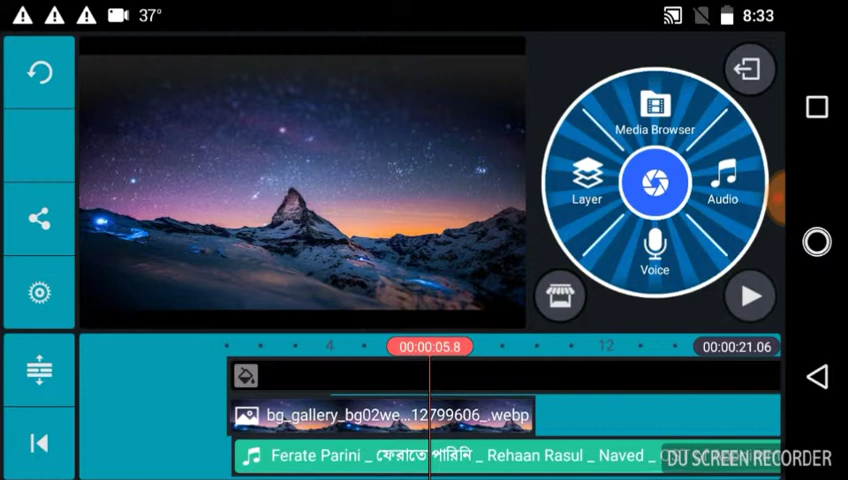 37° 8:33
Media Browser
Layer
Audio
Voice
4 00:00:05.8 12 00:00:21.06
bg_gallery_bg02we...12799606_.webp
Ferate Parini _ ফেরাতে পারিনি _ Rehaan Rasul _ Naved _
DU SCREEN RECORDER